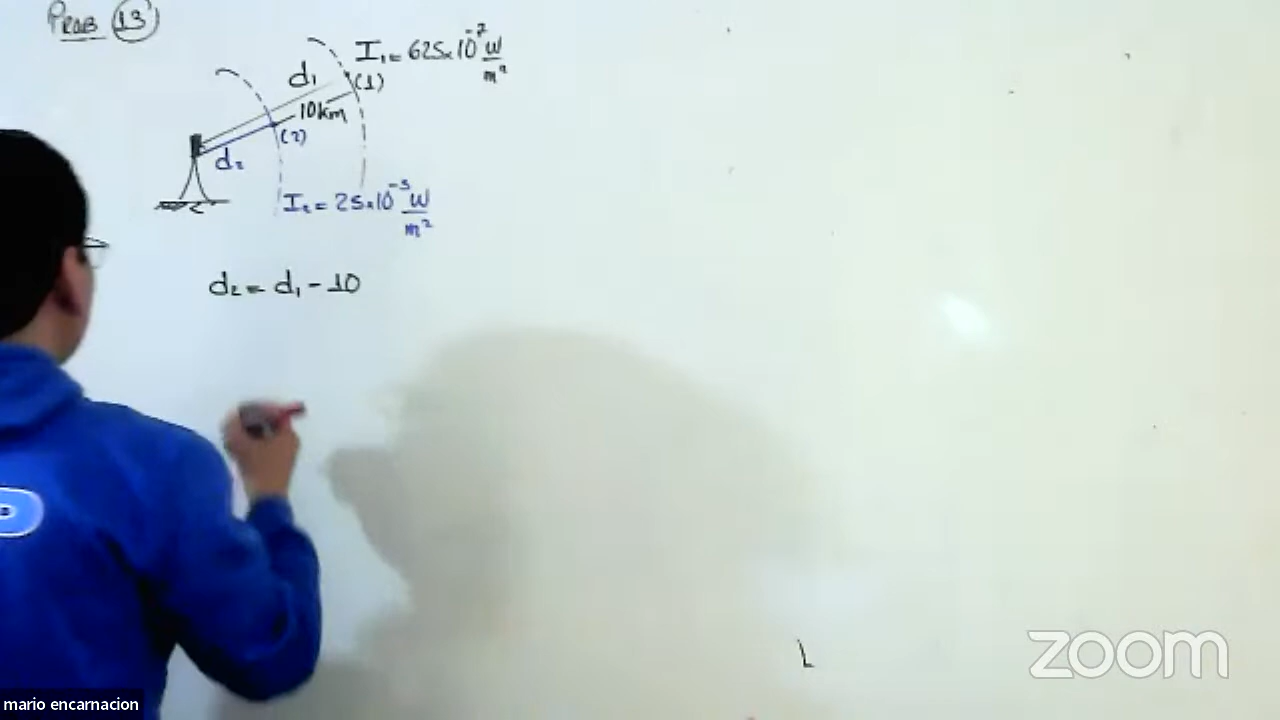 PROB 13
I₁ = 625x10⁻⁷ W/m²
d₁
(1)
10km
(2)
d₂
I₂ = 25x10⁻⁵ W/m²
d₂ = d₁ - 10
L
zoom
mario encarnacion